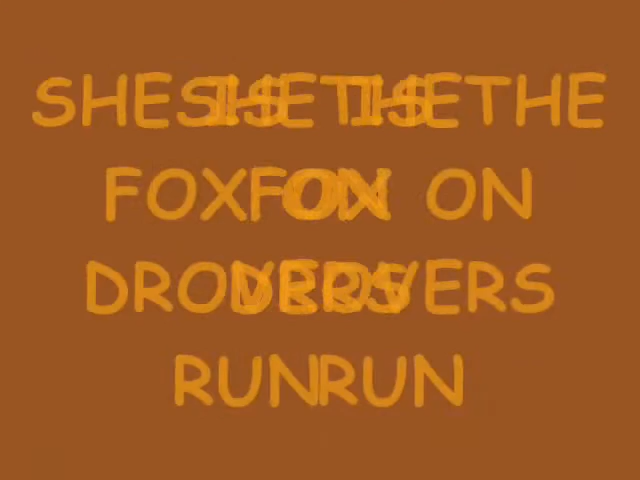 SHE IS THE
FOX ON
DROVERS
RUN